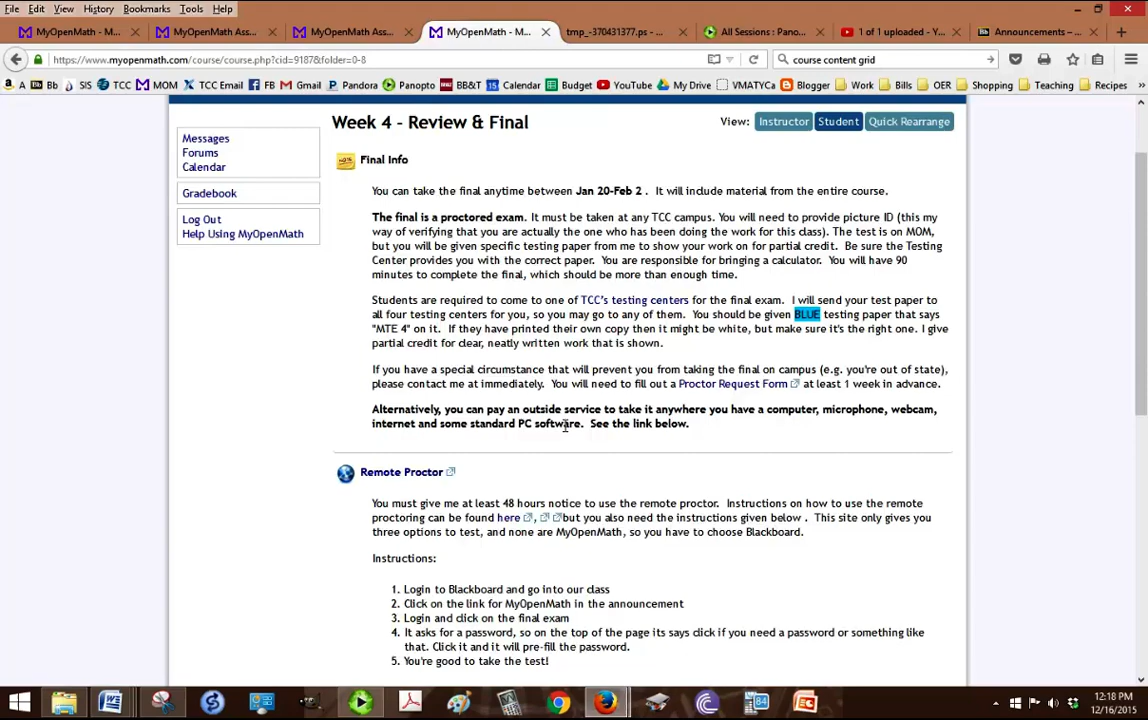 File Edit View History Bookmarks Tools Help
MyOpenMath - M... MyOpenMath Ass... MyOpenMath Ass... MyOpenMath - M... tmp_-370431377.ps - ... All Sessions : Pano... 1 of 1 uploaded - Y... Announcements – ...
https://www.myopenmath.com/course/course.php?cid=9187&folder=0-8 course content grid
A Bb SIS TCC MOM TCC Email FB Gmail Pandora Panopto BB&T Calendar Budget YouTube My Drive VMATYCa Blogger Work Bills OER Shopping Teaching Recipes
Week 4 - Review & Final View: Instructor Student Quick Rearrange
Messages
Forums
Calendar
Gradebook
Log Out
Help Using MyOpenMath
Final Info
You can take the final anytime between Jan 20-Feb 2 . It will include material from the entire course.
The final is a proctored exam. It must be taken at any TCC campus. You will need to provide picture ID (this my
way of verifying that you are actually the one who has been doing the work for this class). The test is on MOM,
but you will be given specific testing paper from me to show your work on for partial credit. Be sure the Testing
Center provides you with the correct paper. You are responsible for bringing a calculator. You will have 90
minutes to complete the final, which should be more than enough time.
Students are required to come to one of TCC's testing centers for the final exam. I will send your test paper to
all four testing centers for you, so you may go to any of them. You should be given BLUE testing paper that says
"MTE 4" on it. If they have printed their own copy then it might be white, but make sure it's the right one. I give
partial credit for clear, neatly written work that is shown.
If you have a special circumstance that will prevent you from taking the final on campus (e.g. you're out of state),
please contact me at immediately. You will need to fill out a Proctor Request Form at least 1 week in advance.
Alternatively, you can pay an outside service to take it anywhere you have a computer, microphone, webcam,
internet and some standard PC software. See the link below.
Remote Proctor
You must give me at least 48 hours notice to use the remote proctor. Instructions on how to use the remote
proctoring can be found here , but you also need the instructions given below . This site only gives you
three options to test, and none are MyOpenMath, so you have to choose Blackboard.
Instructions:
1. Login to Blackboard and go into our class
2. Click on the link for MyOpenMath in the announcement
3. Login and click on the final exam
4. It asks for a password, so on the top of the page its says click if you need a password or something like
that. Click it and it will pre-fill the password.
5. You're good to take the test!
12:18 PM
12/16/2015